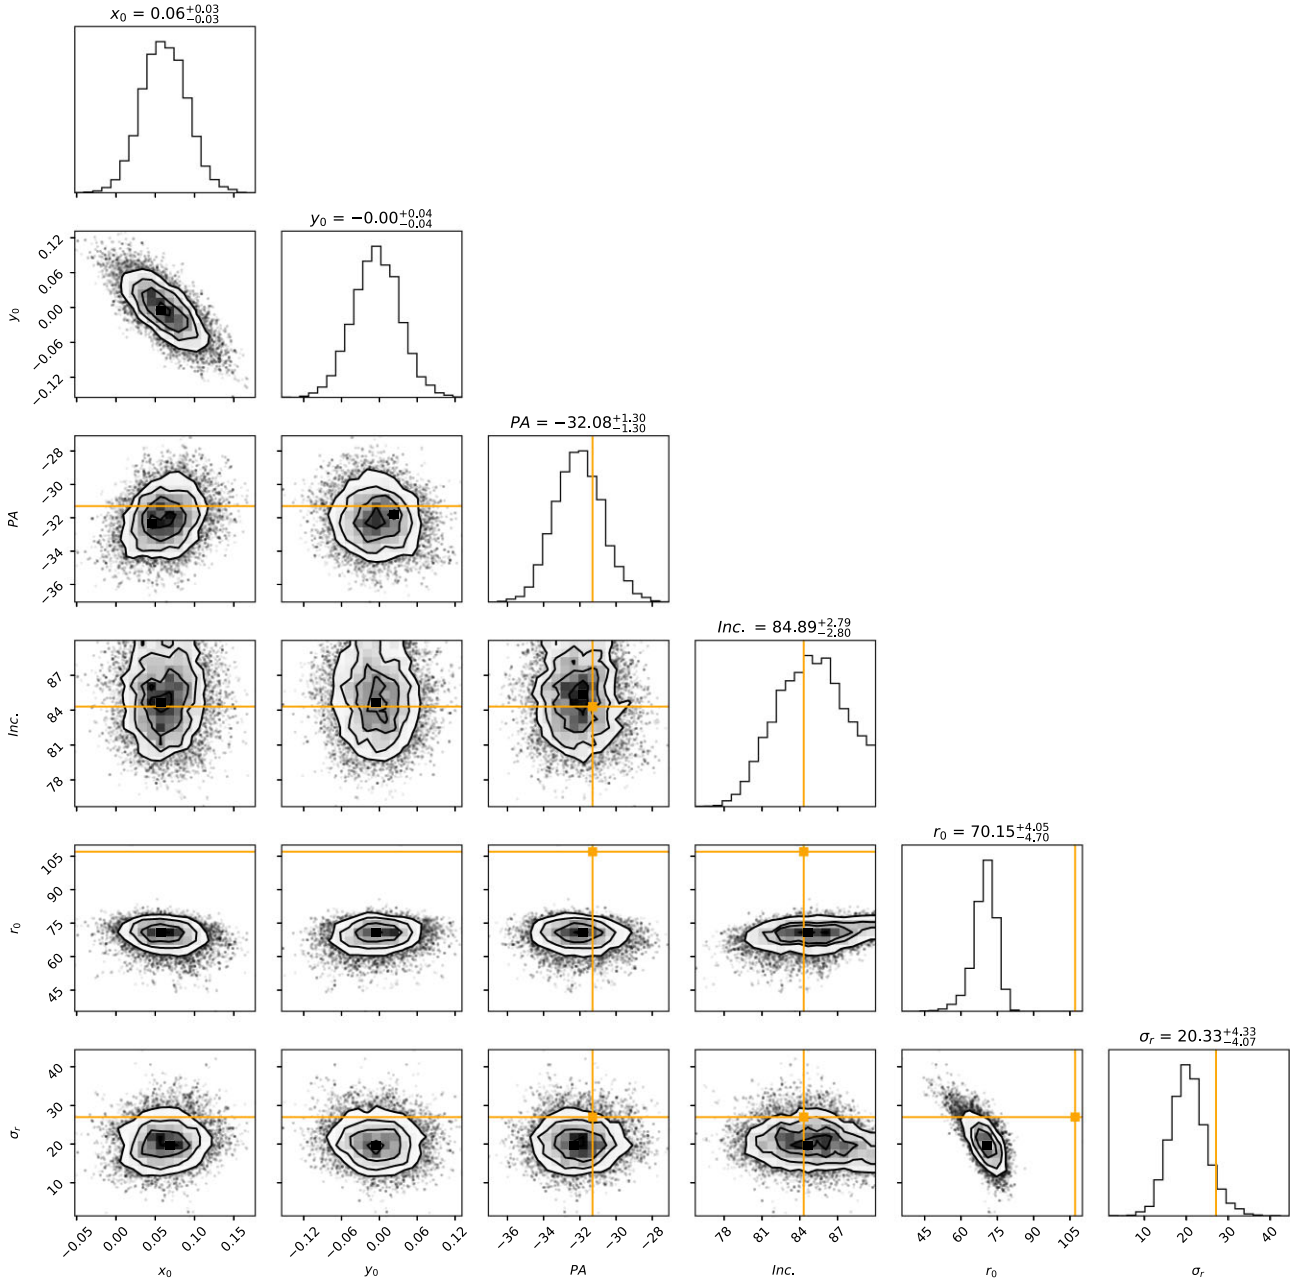 x₀ = 0.06+0.03−0.03
y₀ = −0.00+0.04−0.04
0.12
0.06
0.00
−0.06
−0.12
y₀
PA = −32.08+1.30−1.30
−28
−30
−32
−34
−36
PA
Inc. = 84.89+2.79−2.80
87
84
81
78
Inc.
r₀ = 70.15+4.05−4.70
105
90
75
60
45
r₀
σᵣ = 20.33+4.33−4.07
40
30
20
10
σᵣ
−0.05 0.00 0.05 0.10 0.15
−0.12 −0.06 0.00 0.06 0.12
−36 −34 −32 −30 −28
78 81 84 87
45 60 75 90 105
10 20 30 40
x₀ y₀ PA Inc. r₀ σᵣ